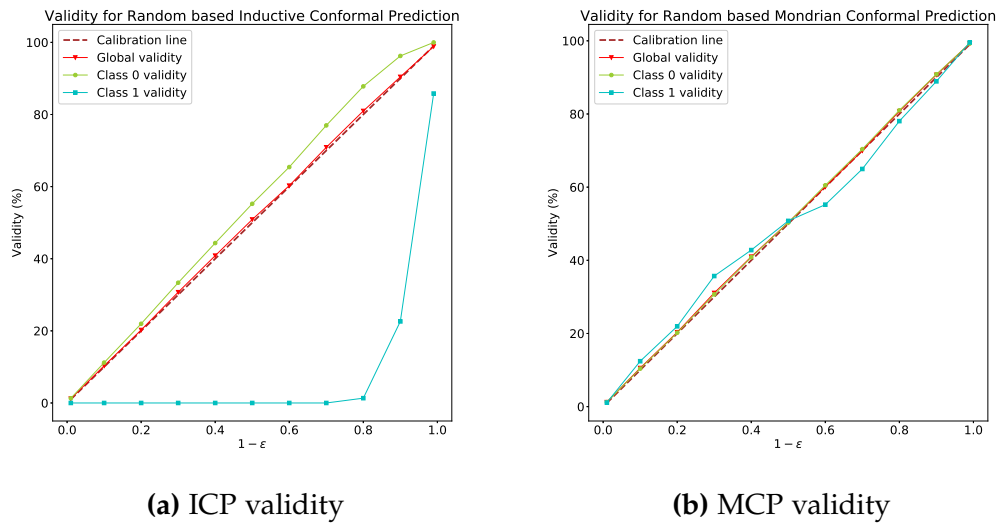 Validity for Random based Inductive Conformal Prediction
Calibration line
Global validity
Class 0 validity
Class 1 validity
Validity (%)
100
80
60
40
20
0
0.0 0.2 0.4 0.6 0.8 1.0
1 − ε
(a) ICP validity
Validity for Random based Mondrian Conformal Prediction
Calibration line
Global validity
Class 0 validity
Class 1 validity
Validity (%)
100
80
60
40
20
0
0.0 0.2 0.4 0.6 0.8 1.0
1 − ε
(b) MCP validity